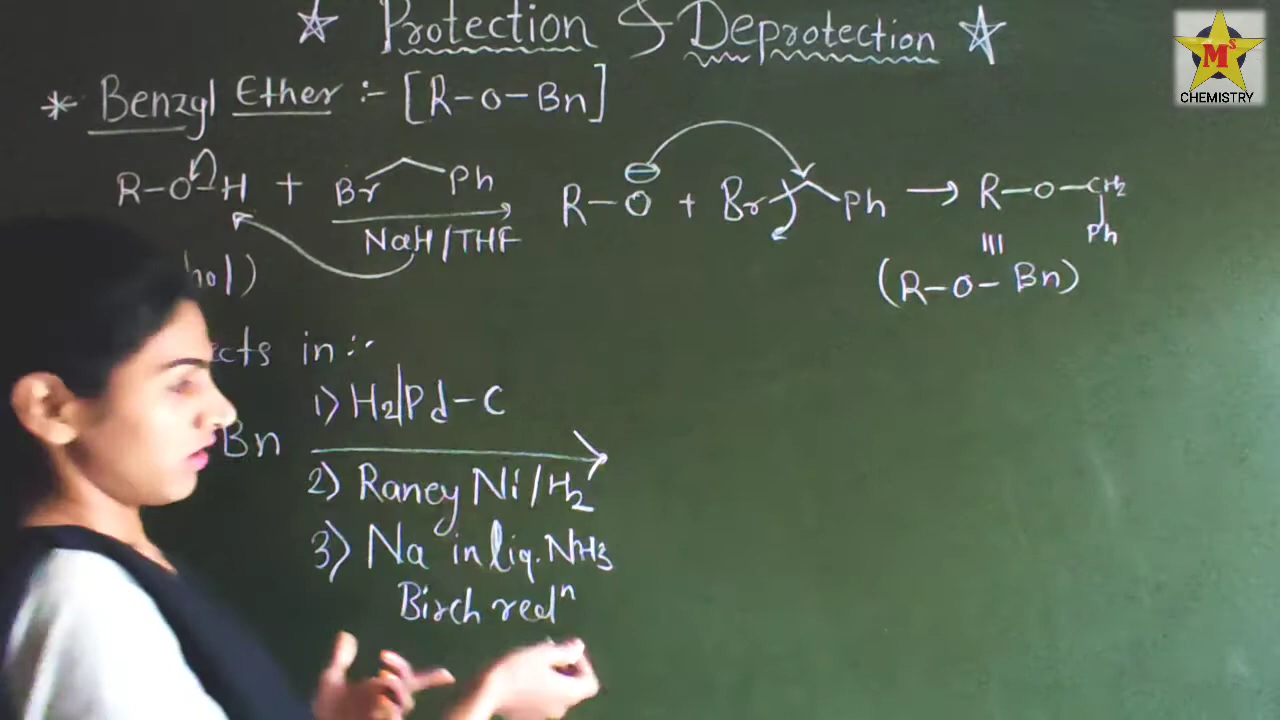 ☆ Protection & Deprotection ☆
M's
CHEMISTRY
* Benzyl Ether :- [R-O-Bn]
R-O-H + Br Ph R-O⊖ + Br Ph → R-O-CH2
NaH/THF Ph
hol) (R-O-Bn)
ects in :-
1) H2/Pd-C
Bn
2) Raney Ni/H2
3) Na in liq. NH3
Birch redⁿ